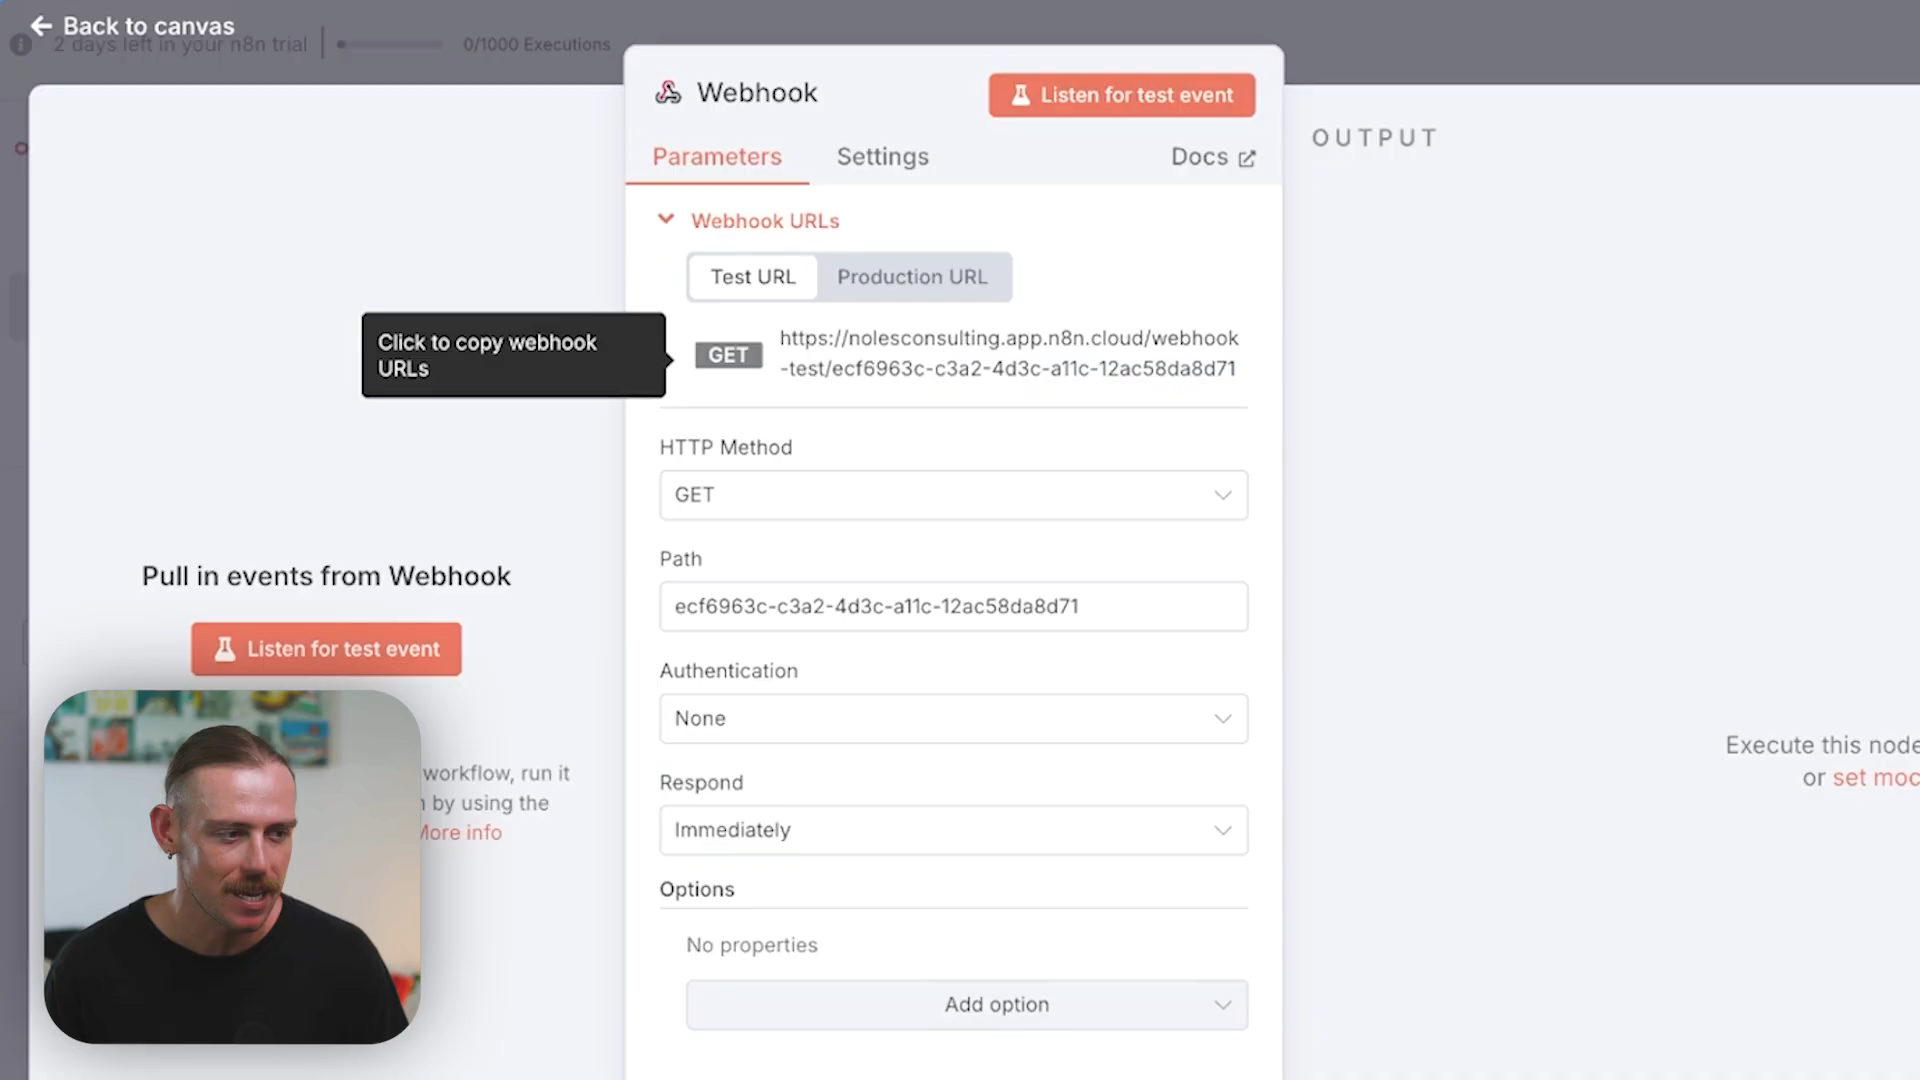 Back to canvas
2 days left in your n8n trial
0/1000 Executions
Webhook
Listen for test event
Parameters
Settings
Docs
OUTPUT
Webhook URLs
Test URL
Production URL
Click to copy webhook
URLs
GET
https://nolesconsulting.app.n8n.cloud/webhook
-test/ecf6963c-c3a2-4d3c-a11c-12ac58da8d71
HTTP Method
GET
Path
ecf6963c-c3a2-4d3c-a11c-12ac58da8d71
Authentication
None
Respond
Immediately
Options
No properties
Add option
Pull in events from Webhook
Listen for test event
workflow, run it
by using the
More info
Execute this node
or set moc